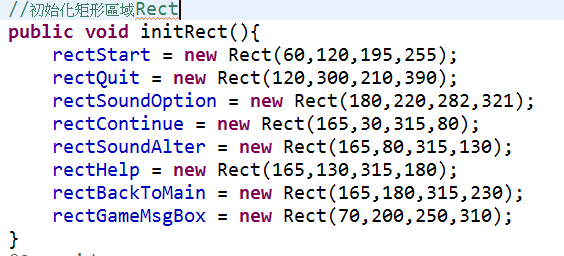 //初始化矩形區域Rect
public void initRect(){
rectStart = new Rect(60,120,195,255);
rectQuit = new Rect(120,300,210,390);
rectSoundOption = new Rect(180,220,282,321);
rectContinue = new Rect(165,30,315,80);
rectSoundAlter = new Rect(165,80,315,130);
rectHelp = new Rect(165,130,315,180);
rectBackToMain = new Rect(165,180,315,230);
rectGameMsgBox = new Rect(70,200,250,310);
}